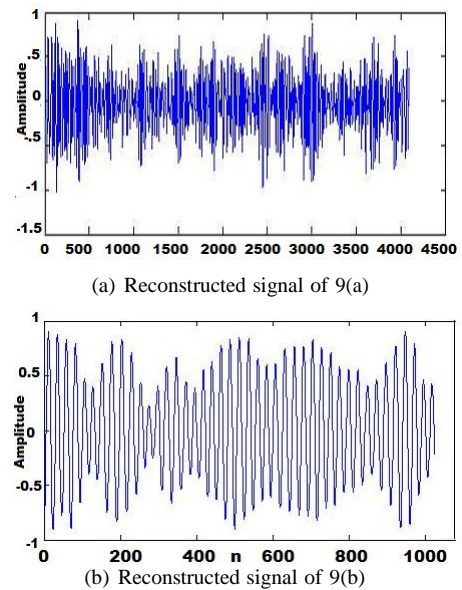 1
.5
Amplitude
0
-.5
-1
-1.5
0 500 1000 1500 2000 2500 3000 3500 4000 4500
(a) Reconstructed signal of 9(a)
1
0.5
Amplitude
0
-0.5
-1
0 200 400 n 600 800 1000
(b) Reconstructed signal of 9(b)